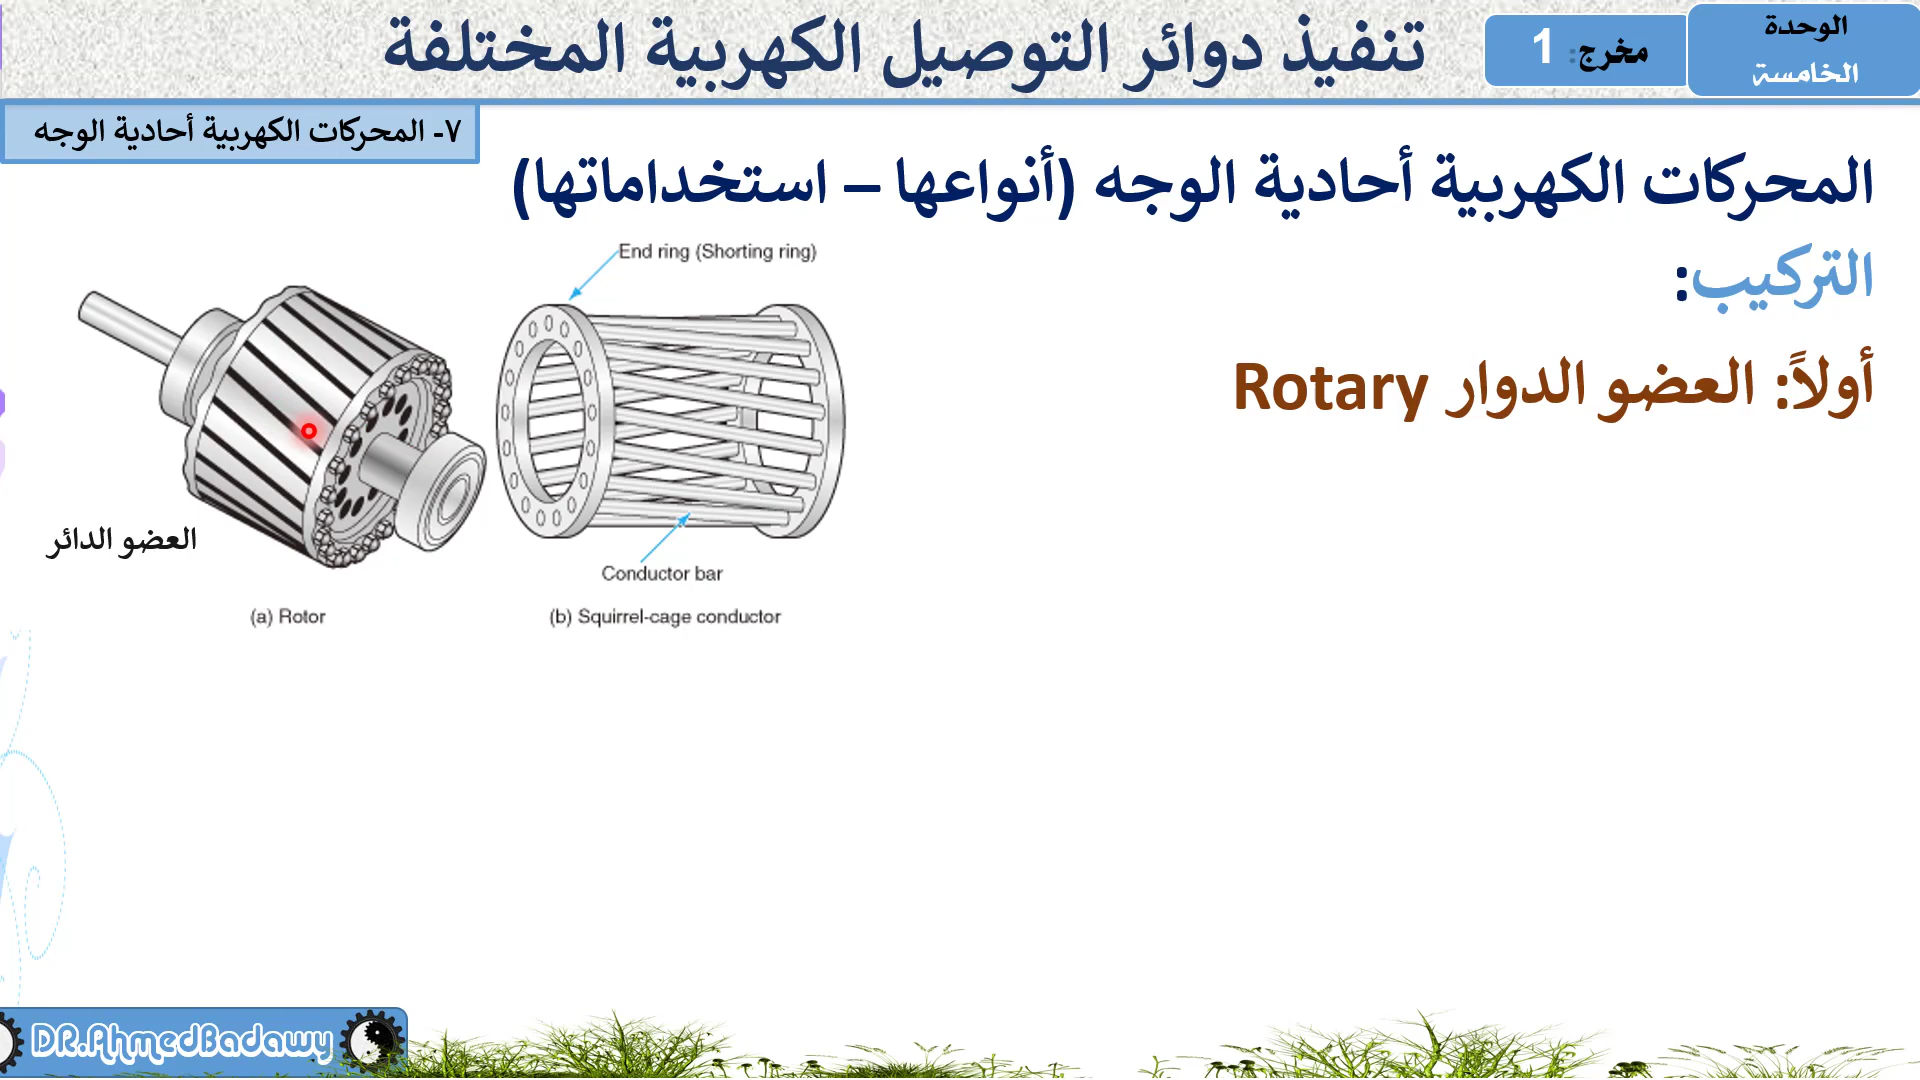 الوحدة
الخامسة
مخرج: 1
تنفيذ دوائر التوصيل الكهربية المختلفة
٧- المحركات الكهربية أحادية الوجه
المحركات الكهربية أحادية الوجه (أنواعها – استخداماتها)
التركيب:
أولاً: العضو الدوار Rotary
End ring (Shorting ring)
العضو الدائر
Conductor bar
(a) Rotor
(b) Squirrel-cage conductor
DR.AhmedBadawy